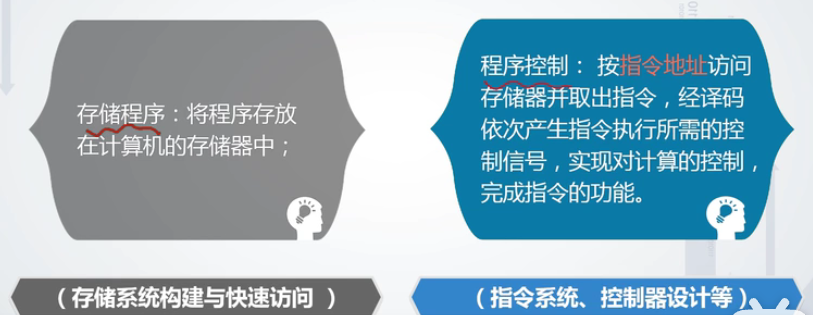 存储程序：将程序存放
在计算机的存储器中；
程序控制： 按指令地址访问
存储器并取出指令，经译码
依次产生指令执行所需的控
制信号，实现对计算的控制，
完成指令的功能。
（存储系统构建与快速访问 ）
（指令系统、控制器设计等）